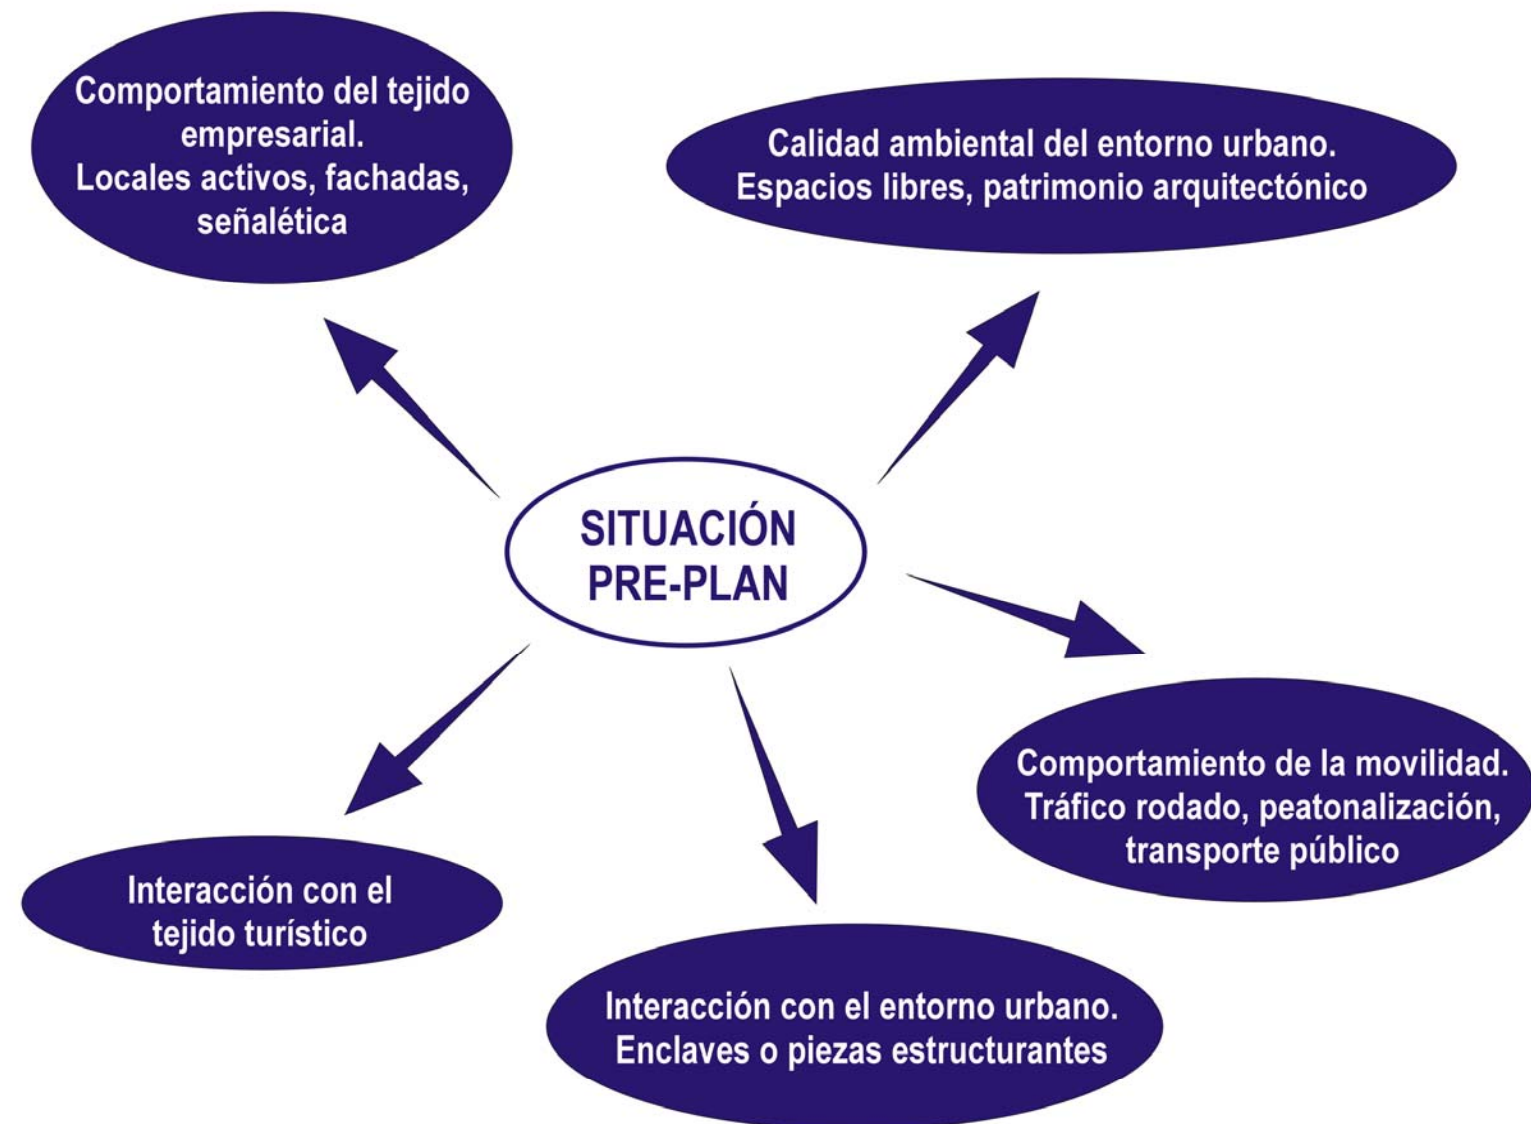 Comportamiento del tejido
empresarial.
Locales activos, fachadas,
señalética
Calidad ambiental del entorno urbano.
Espacios libres, patrimonio arquitectónico
SITUACIÓN
PRE-PLAN
Comportamiento de la movilidad.
Tráfico rodado, peatonalización,
transporte público
Interacción con el
tejido turístico
Interacción con el entorno urbano.
Enclaves o piezas estructurantes